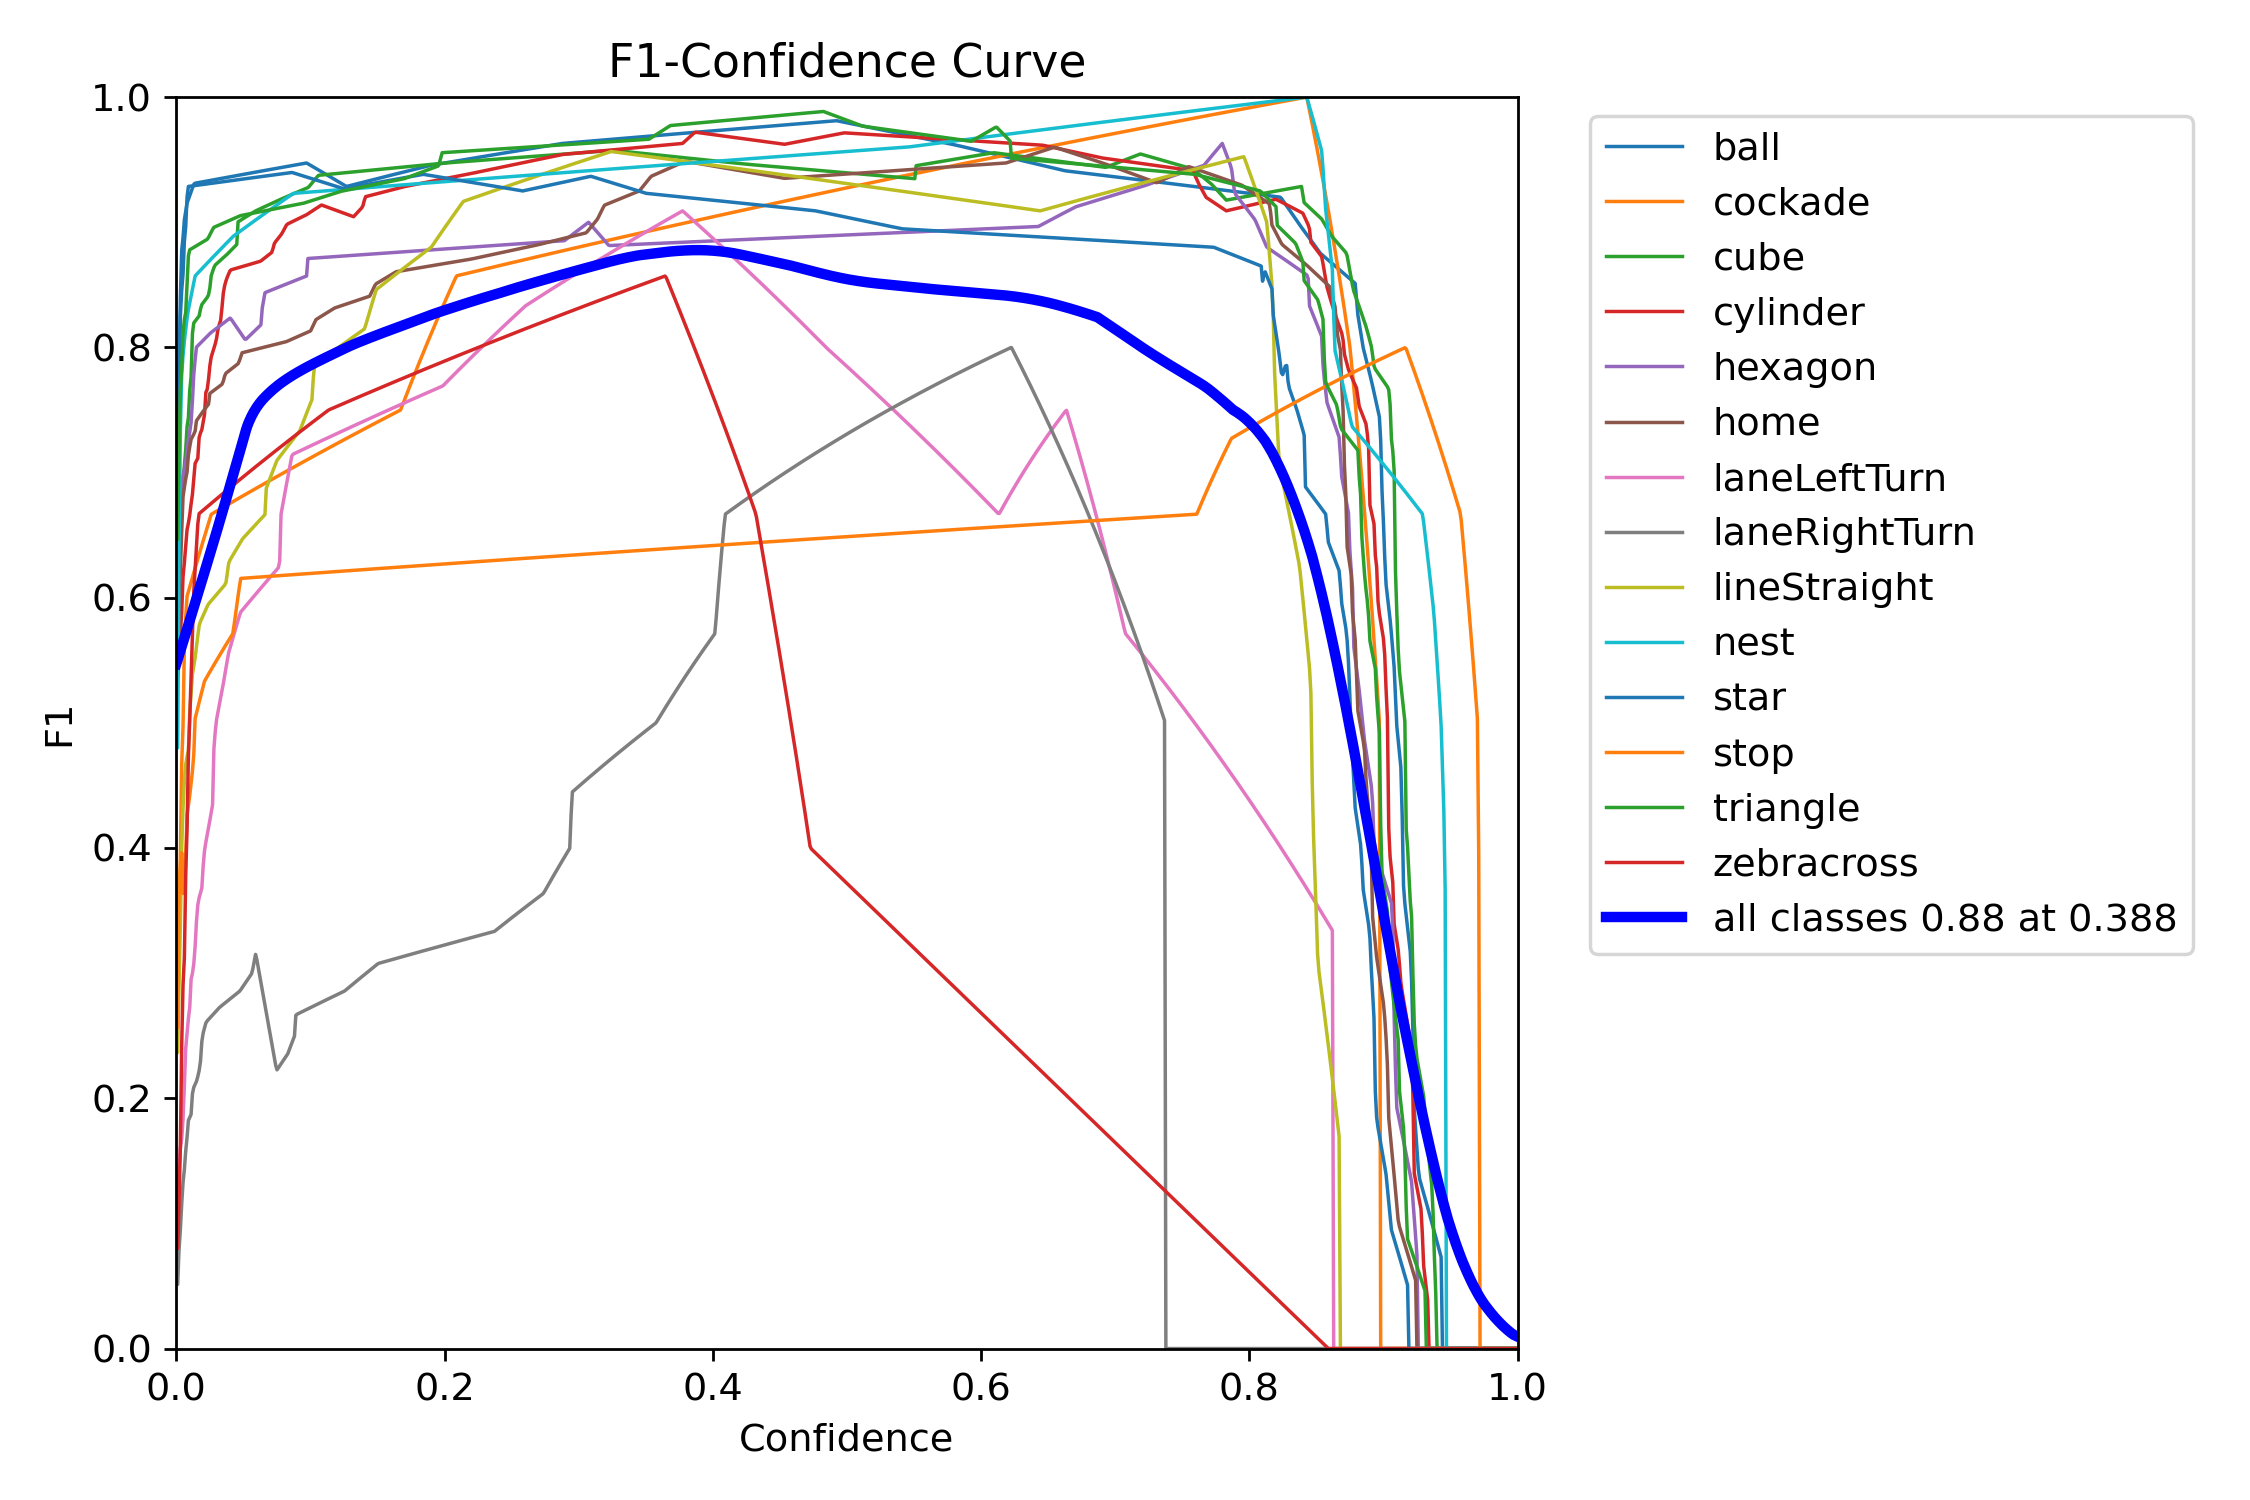 F1-Confidence Curve
1.0
0.8
0.6
0.4
0.2
0.0
F1
0.0 0.2 0.4 0.6 0.8 1.0
Confidence
ball
cockade
cube
cylinder
hexagon
home
laneLeftTurn
laneRightTurn
lineStraight
nest
star
stop
triangle
zebracross
all classes 0.88 at 0.388